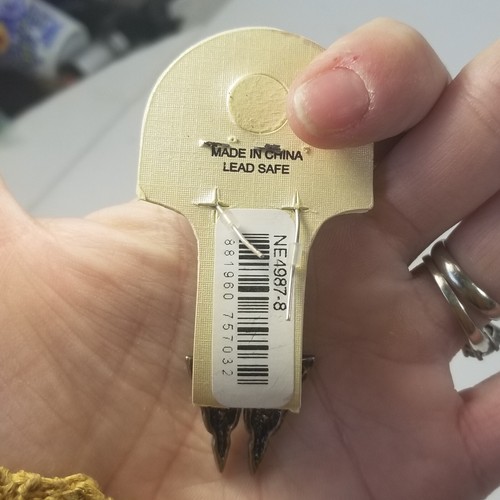 MADE IN CHINA
LEAD SAFE
NE4987-8
881960 757032